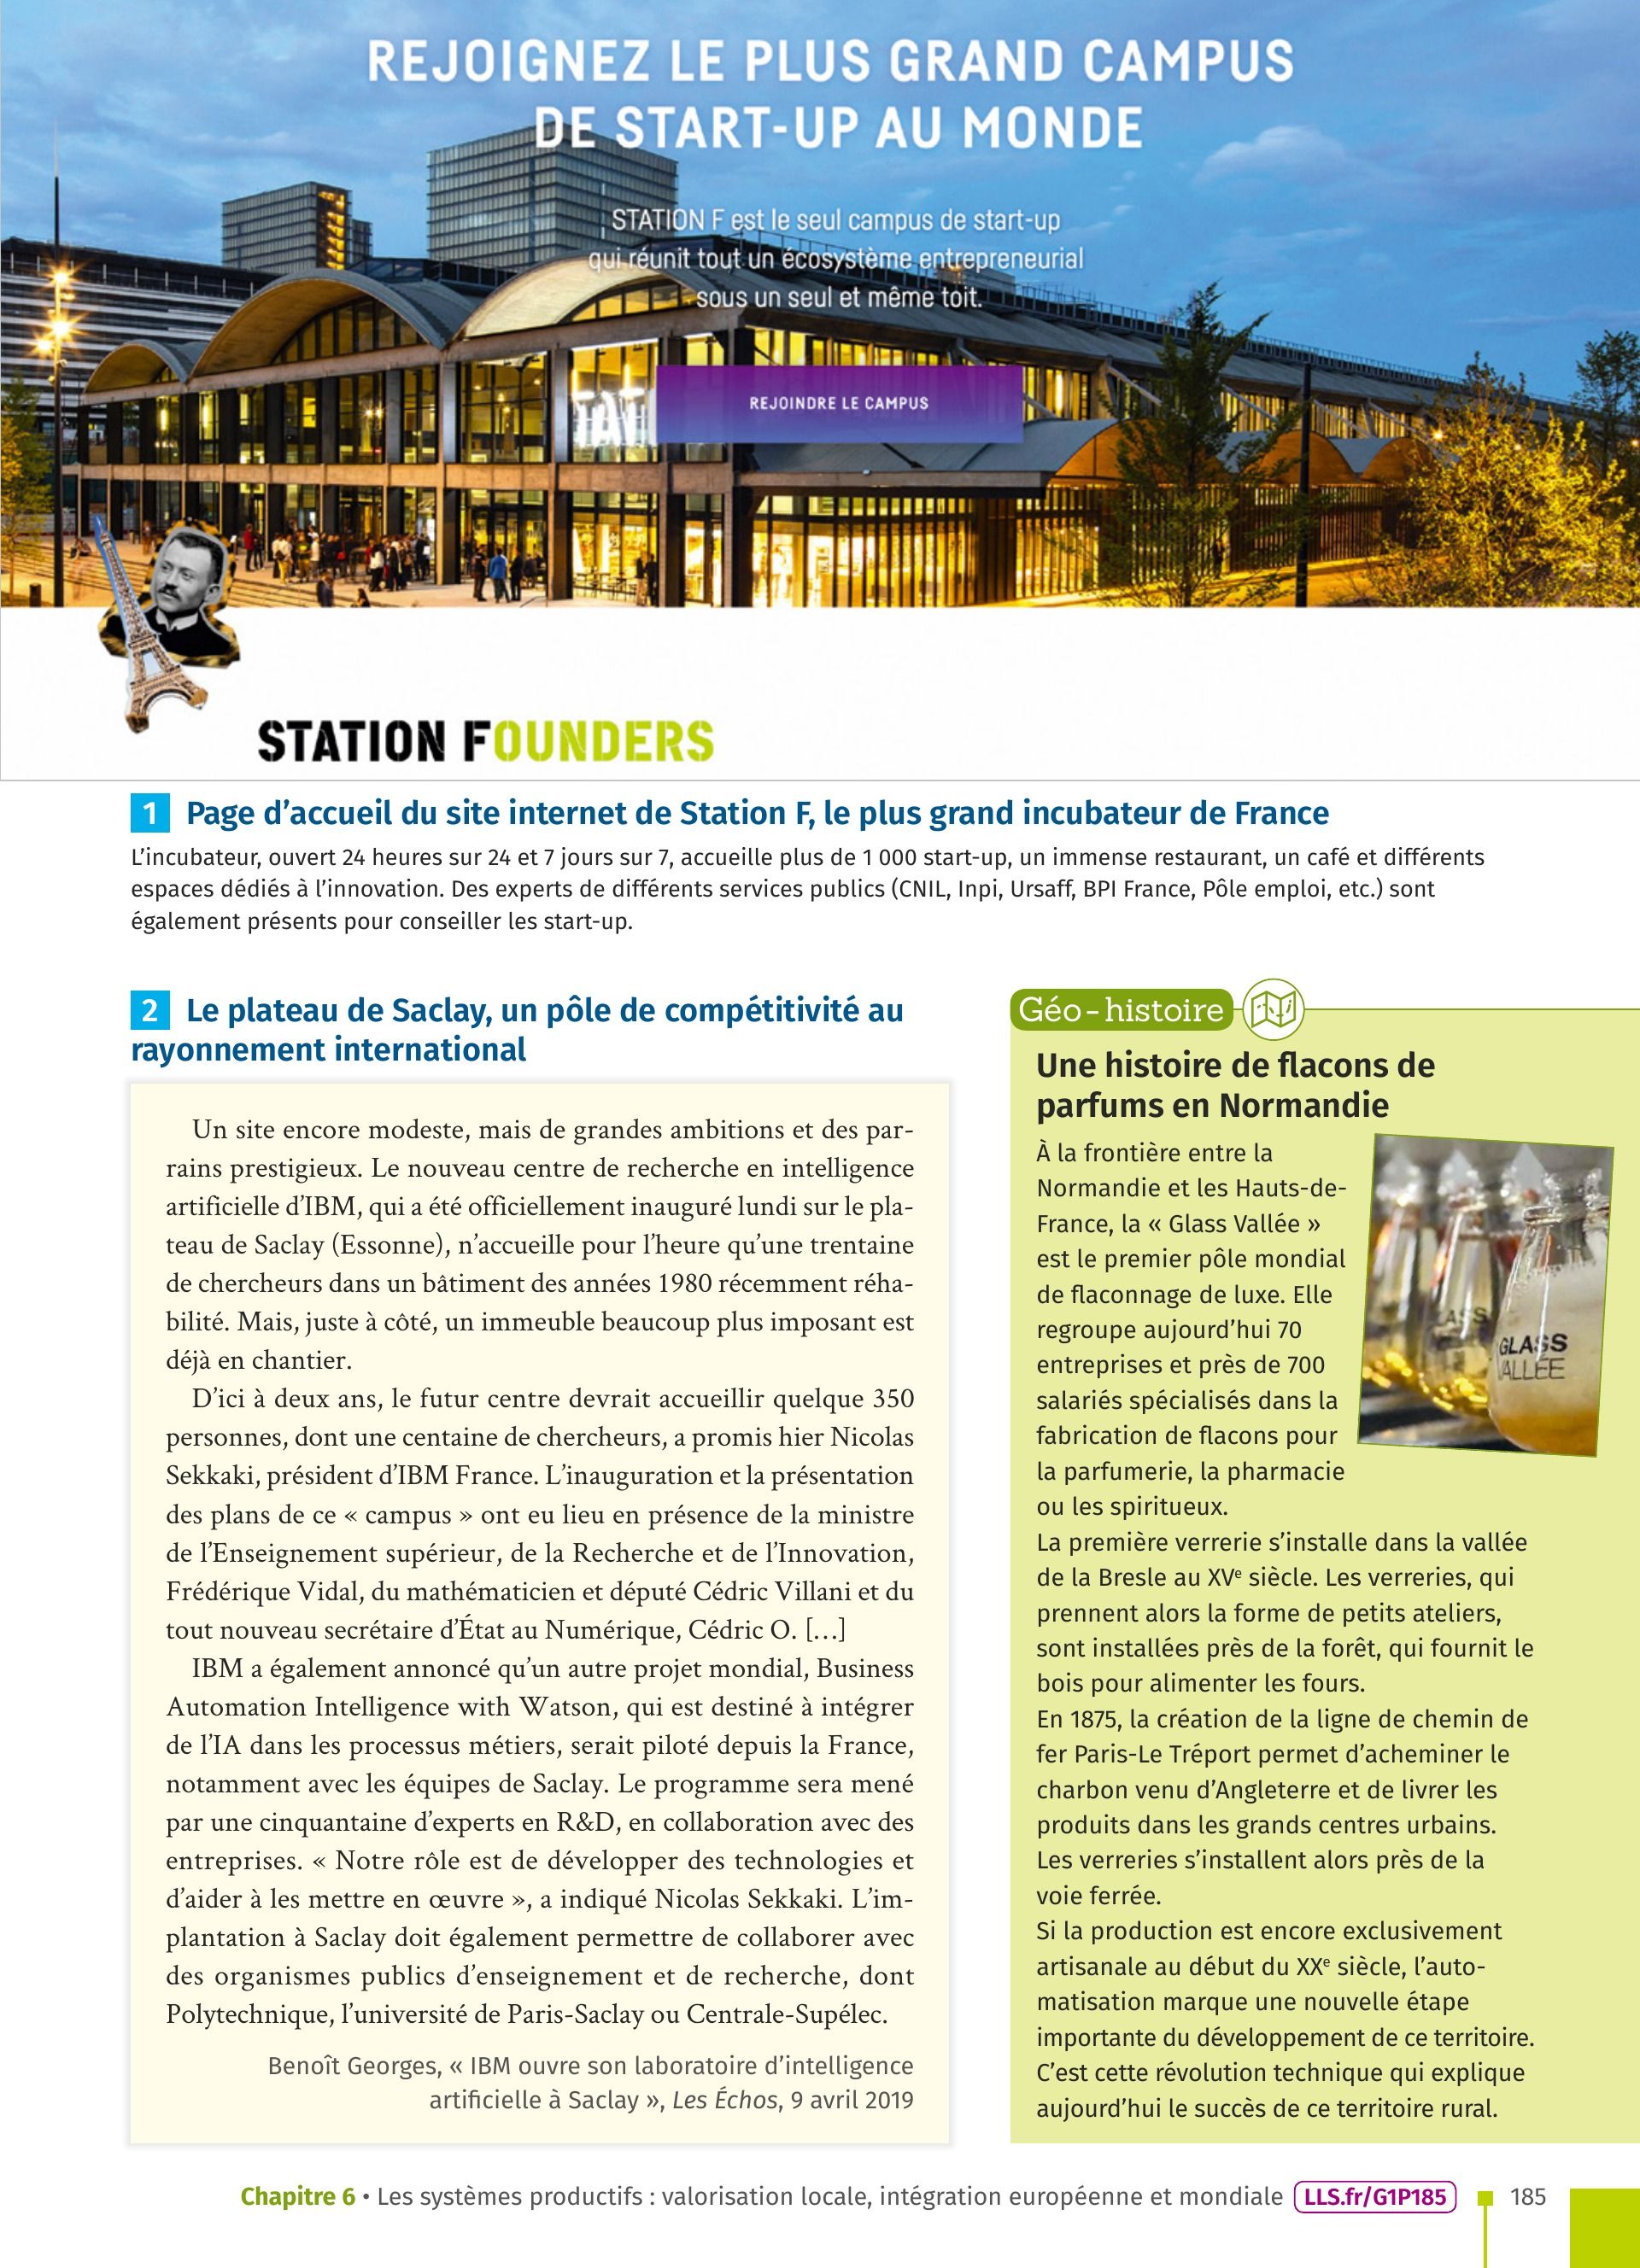 REJOIGNEZ LE PLUS GRAND CAMPUS
DE START-UP AU MONDE
STATION F est le seul campus de start-up
qui réunit tout un écosystème entrepreneurial
sous un seul et même toit.
REJOINDRE LE CAMPUS
STATION FOUNDERS
1 Page d’accueil du site internet de Station F, le plus grand incubateur de France
L’incubateur, ouvert 24 heures sur 24 et 7 jours sur 7, accueille plus de 1 000 start-up, un immense restaurant, un café et différents
espaces dédiés à l’innovation. Des experts de différents services publics (CNIL, Inpi, Ursaff, BPI France, Pôle emploi, etc.) sont
également présents pour conseiller les start-up.
2 Le plateau de Saclay, un pôle de compétitivité au
rayonnement international
Un site encore modeste, mais de grandes ambitions et des par-
rains prestigieux. Le nouveau centre de recherche en intelligence
artificielle d’IBM, qui a été officiellement inauguré lundi sur le pla-
teau de Saclay (Essonne), n’accueille pour l’heure qu’une trentaine
de chercheurs dans un bâtiment des années 1980 récemment réha-
bilité. Mais, juste à côté, un immeuble beaucoup plus imposant est
déjà en chantier.
D’ici à deux ans, le futur centre devrait accueillir quelque 350
personnes, dont une centaine de chercheurs, a promis hier Nicolas
Sekkaki, président d’IBM France. L’inauguration et la présentation
des plans de ce « campus » ont eu lieu en présence de la ministre
de l’Enseignement supérieur, de la Recherche et de l’Innovation,
Frédérique Vidal, du mathématicien et député Cédric Villani et du
tout nouveau secrétaire d’État au Numérique, Cédric O. […]
IBM a également annoncé qu’un autre projet mondial, Business
Automation Intelligence with Watson, qui est destiné à intégrer
de l’IA dans les processus métiers, serait piloté depuis la France,
notamment avec les équipes de Saclay. Le programme sera mené
par une cinquantaine d’experts en R&D, en collaboration avec des
entreprises. « Notre rôle est de développer des technologies et
d’aider à les mettre en œuvre », a indiqué Nicolas Sekkaki. L’im-
plantation à Saclay doit également permettre de collaborer avec
des organismes publics d’enseignement et de recherche, dont
Polytechnique, l’université de Paris-Saclay ou Centrale-Supélec.
Benoît Georges, « IBM ouvre son laboratoire d’intelligence
artificielle à Saclay », Les Échos, 9 avril 2019
Géo-histoire
Une histoire de flacons de
parfums en Normandie
À la frontière entre la
Normandie et les Hauts-de-
France, la « Glass Vallée »
est le premier pôle mondial
de flaconnage de luxe. Elle
regroupe aujourd’hui 70
entreprises et près de 700
salariés spécialisés dans la
fabrication de flacons pour
la parfumerie, la pharmacie
ou les spiritueux.
GLASS
VALLÉE
La première verrerie s’installe dans la vallée
de la Bresle au XVe siècle. Les verreries, qui
prennent alors la forme de petits ateliers,
sont installées près de la forêt, qui fournit le
bois pour alimenter les fours.
En 1875, la création de la ligne de chemin de
fer Paris-Le Tréport permet d’acheminer le
charbon venu d’Angleterre et de livrer les
produits dans les grands centres urbains.
Les verreries s’installent alors près de la
voie ferrée.
Si la production est encore exclusivement
artisanale au début du XXe siècle, l’auto-
matisation marque une nouvelle étape
importante du développement de ce territoire.
C’est cette révolution technique qui explique
aujourd’hui le succès de ce territoire rural.
Chapitre 6 • Les systèmes productifs : valorisation locale, intégration européenne et mondiale LLS.fr/G1P185 185